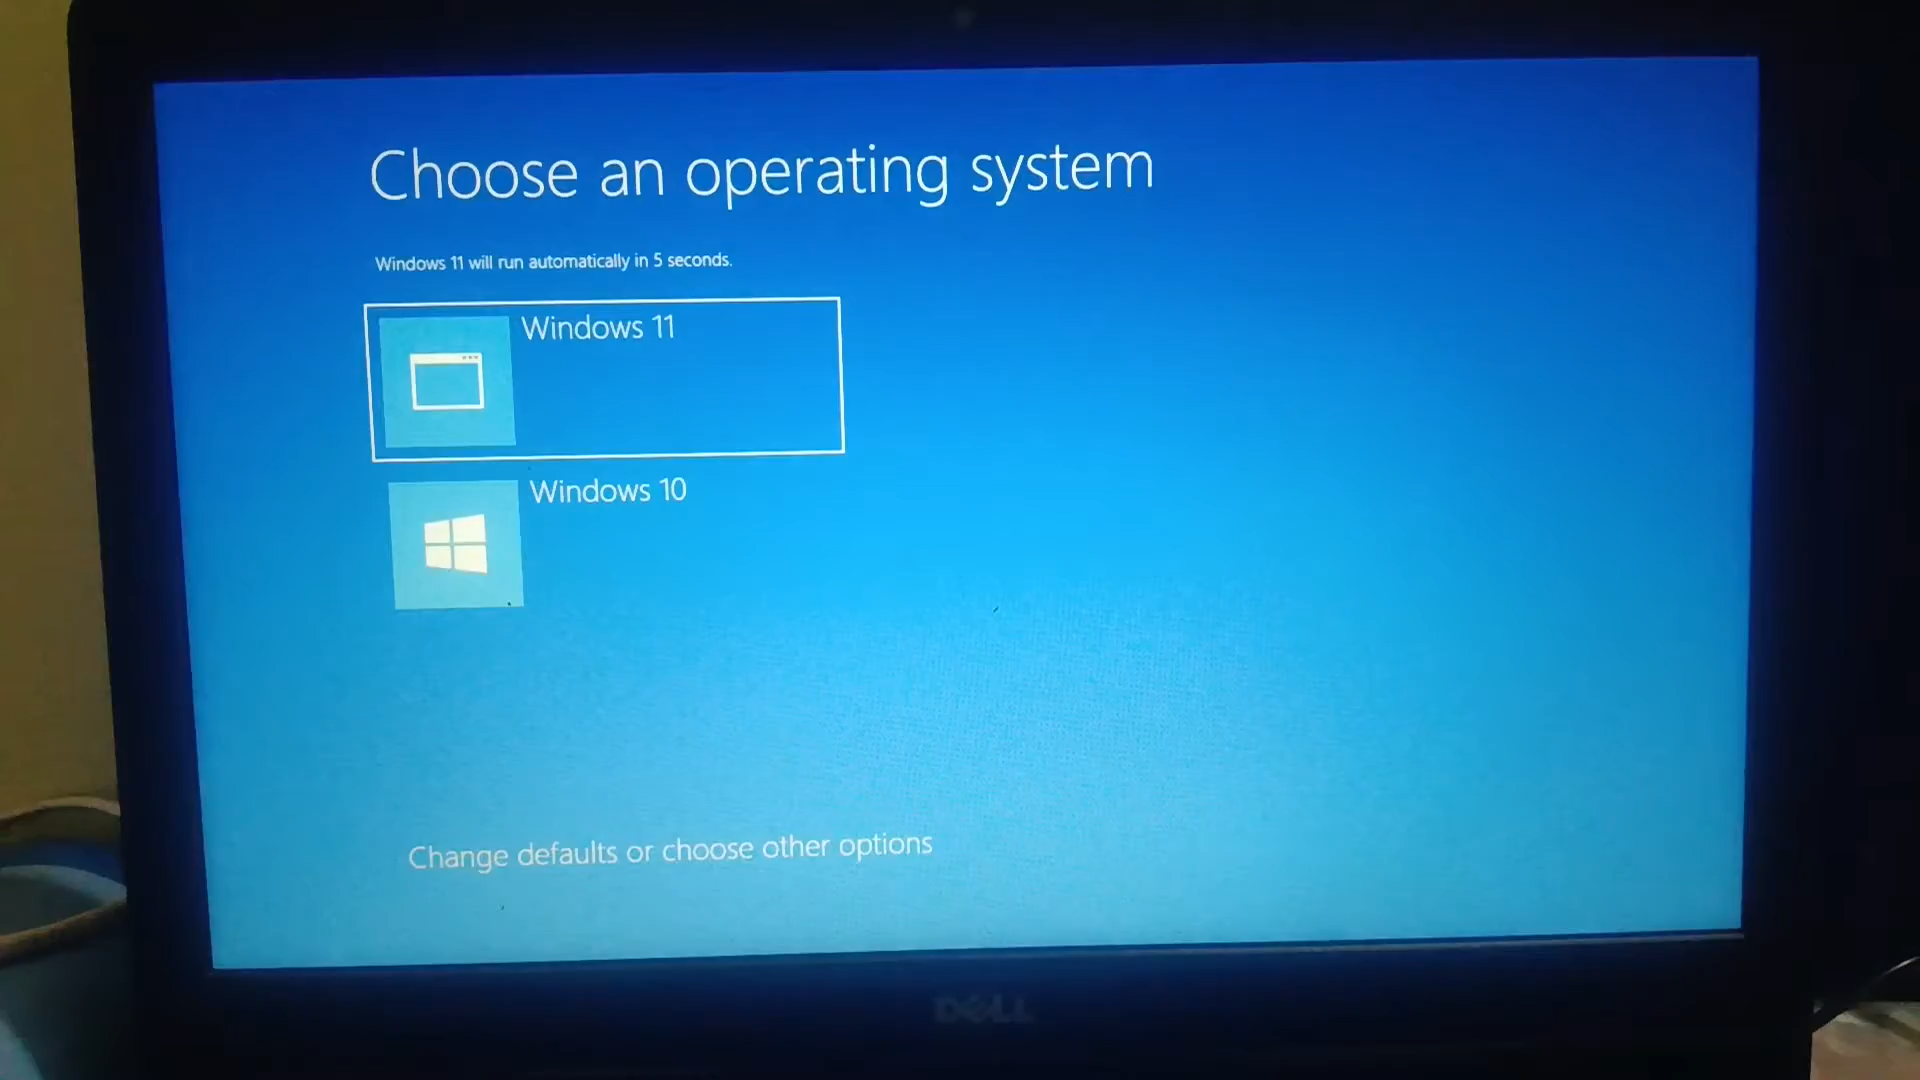 Choose an operating system
Windows 11 will run automatically in 5 seconds.
Windows 11
Windows 10
Change defaults or choose other options
DELL